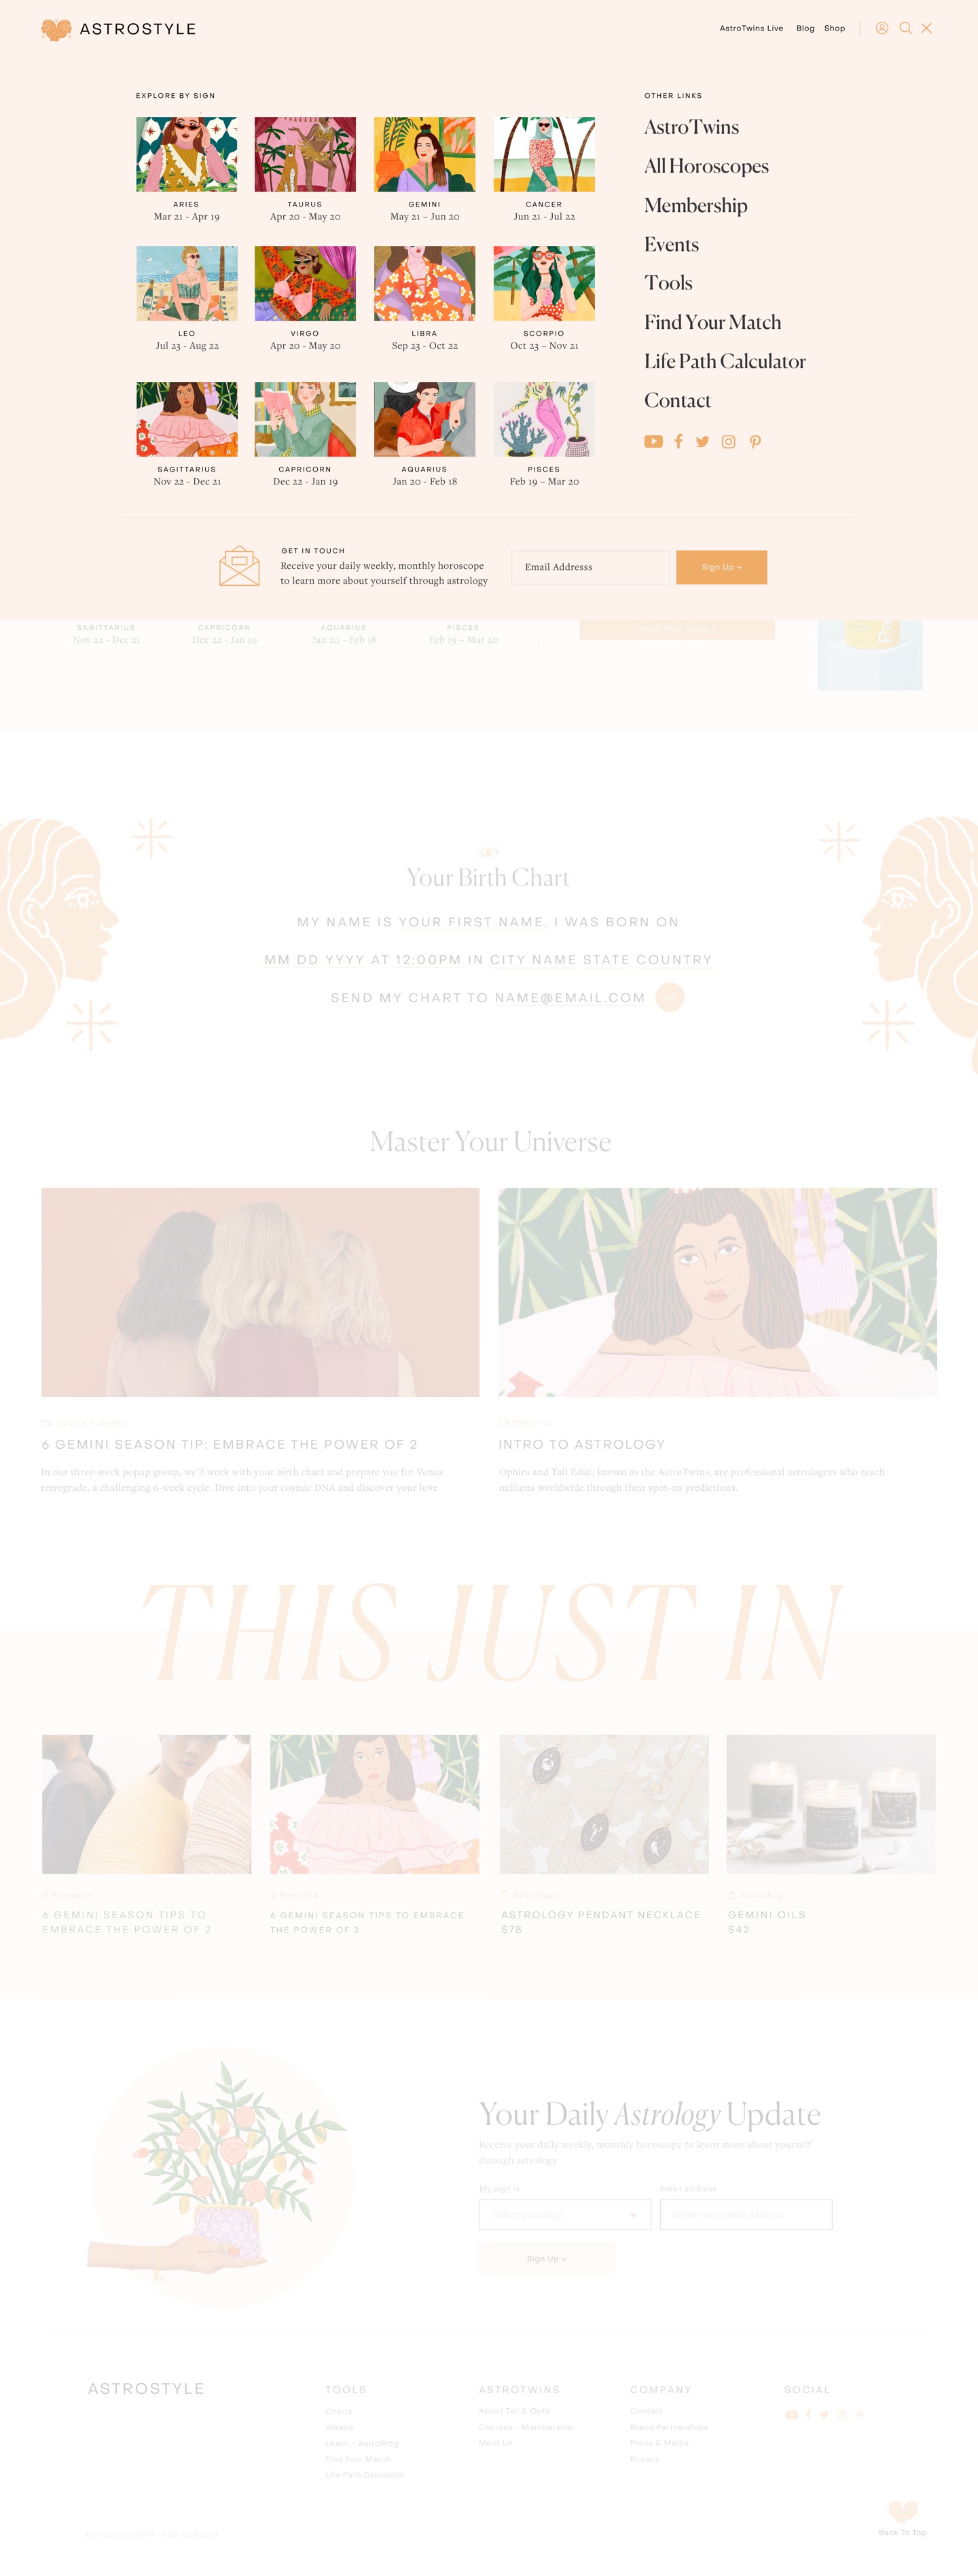 ASTROSTYLE
AstroTwins Live Blog Shop
EXPLORE BY SIGN
ARIES
Mar 21 - Apr 19
TAURUS
Apr 20 - May 20
GEMINI
May 21 – Jun 20
CANCER
Jun 21 - Jul 22
LEO
Jul 23 - Aug 22
VIRGO
Apr 20 - May 20
LIBRA
Sep 23 - Oct 22
SCORPIO
Oct 23 – Nov 21
SAGITTARIUS
Nov 22 - Dec 21
CAPRICORN
Dec 22 - Jan 19
AQUARIUS
Jan 20 - Feb 18
PISCES
Feb 19 – Mar 20
OTHER LINKS
AstroTwins
All Horoscopes
Membership
Events
Tools
Find Your Match
Life Path Calculator
Contact
GET IN TOUCH
Receive your daily weekly, monthly horoscope
to learn more about yourself through astrology
Email Addresss
Sign Up →
SAGITTARIUS
Nov 22 - Dec 21
CAPRICORN
Dec 22 - Jan 19
AQUARIUS
Jan 20 - Feb 18
PISCES
Feb 19 – Mar 20
Your Birth Chart
MY NAME IS YOUR FIRST NAME, I WAS BORN ON
MM DD YYYY AT 12:00PM IN CITY NAME STATE COUNTRY
SEND MY CHART TO NAME@EMAIL.COM
GO
Master Your Universe
6 GEMINI SEASON TIP: EMBRACE THE POWER OF 2
In our three-week popup group, we'll work with your birth chart and prepare you for Venus
retrograde, a challenging 6-week cycle. Dive into your cosmic DNA and discover your love
INTRO TO ASTROLOGY
Ophira and Tali Edut, known as the AstroTwins, are professional astrologers who reach
millions worldwide through their spot-on predictions.
THIS JUST IN
Romance
6 GEMINI SEASON TIPS TO
EMBRACE THE POWER OF 2
Romance
6 GEMINI SEASON TIPS TO EMBRACE
THE POWER OF 2
AstroShop
ASTROLOGY PENDANT NECKLACE
$78
AstroShop
GEMINI OILS
$42
Your Daily Astrology Update
Receive your daily weekly, monthly horoscope to learn more about yourself
through astrology
My sign is
Select your sign
Email address
Enter your email address
Sign Up →
ASTROSTYLE
TOOLS
Charts
Videos
Learn – AstroBlog
Find Your Match
Life Path Calculator
ASTROTWINS
About Tali & Ophi
Courses – Membership
Meet Us
COMPANY
Contact
Brand Partnerships
Press & Media
Privacy
SOCIAL
Back To Top